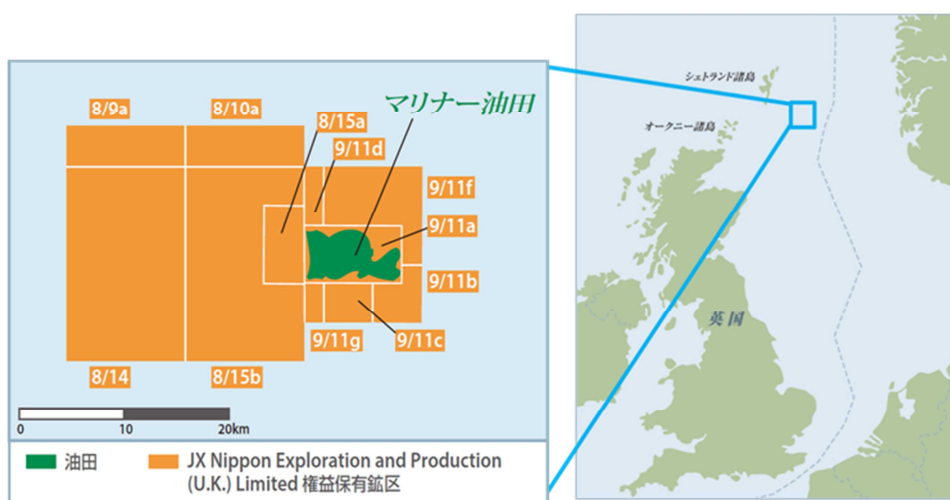 8/9a
8/10a
マリナー油田
8/15a
9/11d
9/11f
9/11a
9/11b
9/11g
9/11c
8/14
8/15b
0
10
20km
油田
JX Nippon Exploration and Production
(U.K.) Limited 権益保有鉱区
シェトランド諸島
オークニー諸島
英国